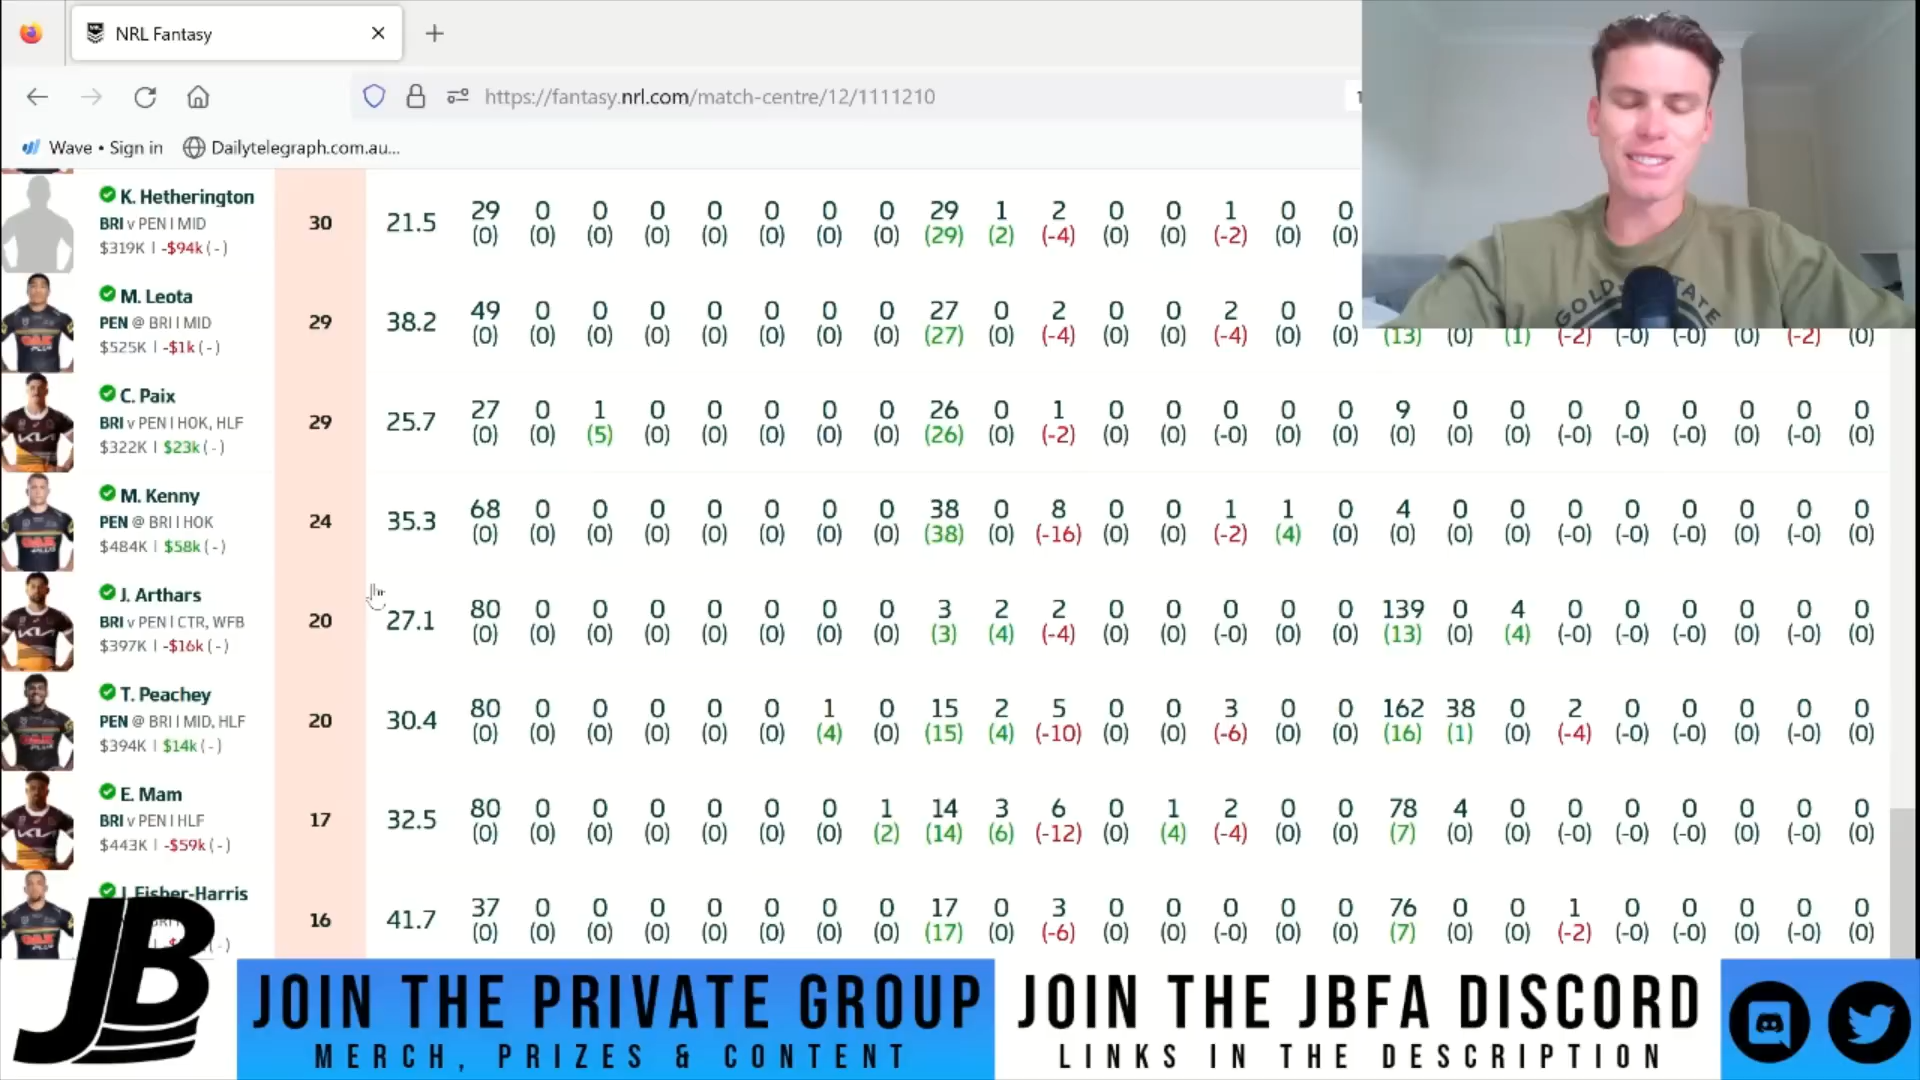 NRL Fantasy
https://fantasy.nrl.com/match-centre/12/1111210
Wave • Sign in Dailytelegraph.com.au...
K. Hetherington
BRI v PEN | MID
$319K | -$94k ( - )
30 21.5 29 0 0 0 0 0 0 0 29 1 2 0 0 1 0 0
(0) (0) (0) (0) (0) (0) (0) (0) (29) (2) (-4) (0) (0) (-2) (0) (0)
M. Leota
PEN @ BRI | MID
$525K | -$1k ( - )
29 38.2 49 0 0 0 0 0 0 0 27 0 2 0 0 2 0 0
(0) (0) (0) (0) (0) (0) (0) (0) (27) (0) (-4) (0) (0) (-4) (0) (0) (13) (0) (1) (-2) (-0) (-0) (0) (-2) (0)
C. Paix
BRI v PEN | HOK, HLF
$322K | $23k ( - )
29 25.7 27 0 1 0 0 0 0 0 26 0 1 0 0 0 0 0 9 0 0 0 0 0 0 0 0
(0) (0) (5) (0) (0) (0) (0) (0) (26) (0) (-2) (0) (0) (-0) (0) (0) (0) (0) (0) (-0) (-0) (-0) (0) (-0) (0)
M. Kenny
PEN @ BRI | HOK
$484K | $58k ( - )
24 35.3 68 0 0 0 0 0 0 0 38 0 8 0 0 1 1 0 4 0 0 0 0 0 0 0 0
(0) (0) (0) (0) (0) (0) (0) (0) (38) (0) (-16) (0) (0) (-2) (4) (0) (0) (0) (0) (-0) (-0) (-0) (0) (-0) (0)
J. Arthars
BRI v PEN | CTR, WFB
$397K | -$16k ( - )
20 27.1 80 0 0 0 0 0 0 0 3 2 2 0 0 0 0 0 139 0 4 0 0 0 0 0 0
(0) (0) (0) (0) (0) (0) (0) (0) (3) (4) (-4) (0) (0) (-0) (0) (0) (13) (0) (4) (-0) (-0) (-0) (0) (-0) (0)
T. Peachey
PEN @ BRI | MID, HLF
$394K | $14k ( - )
20 30.4 80 0 0 0 0 0 1 0 15 2 5 0 0 3 0 0 162 38 0 2 0 0 0 0 0
(0) (0) (0) (0) (0) (0) (4) (0) (15) (4) (-10) (0) (0) (-6) (0) (0) (16) (1) (0) (-4) (-0) (-0) (0) (-0) (0)
E. Mam
BRI v PEN | HLF
$443K | -$59k ( - )
17 32.5 80 0 0 0 0 0 0 1 14 3 6 0 1 2 0 0 78 4 0 0 0 0 0 0 0
(0) (0) (0) (0) (0) (0) (0) (2) (14) (6) (-12) (0) (4) (-4) (0) (0) (7) (0) (0) (-0) (-0) (-0) (0) (-0) (0)
J. Fisher-Harris
16 41.7 37 0 0 0 0 0 0 0 17 0 3 0 0 0 0 0 76 0 0 1 0 0 0 0 0
(0) (0) (0) (0) (0) (0) (0) (0) (17) (0) (-6) (0) (0) (-0) (0) (0) (7) (0) (0) (-2) (-0) (-0) (0) (-0) (0)
GOLD STATE
JB
JOIN THE PRIVATE GROUP
MERCH, PRIZES & CONTENT
JOIN THE JBFA DISCORD
LINKS IN THE DESCRIPTION